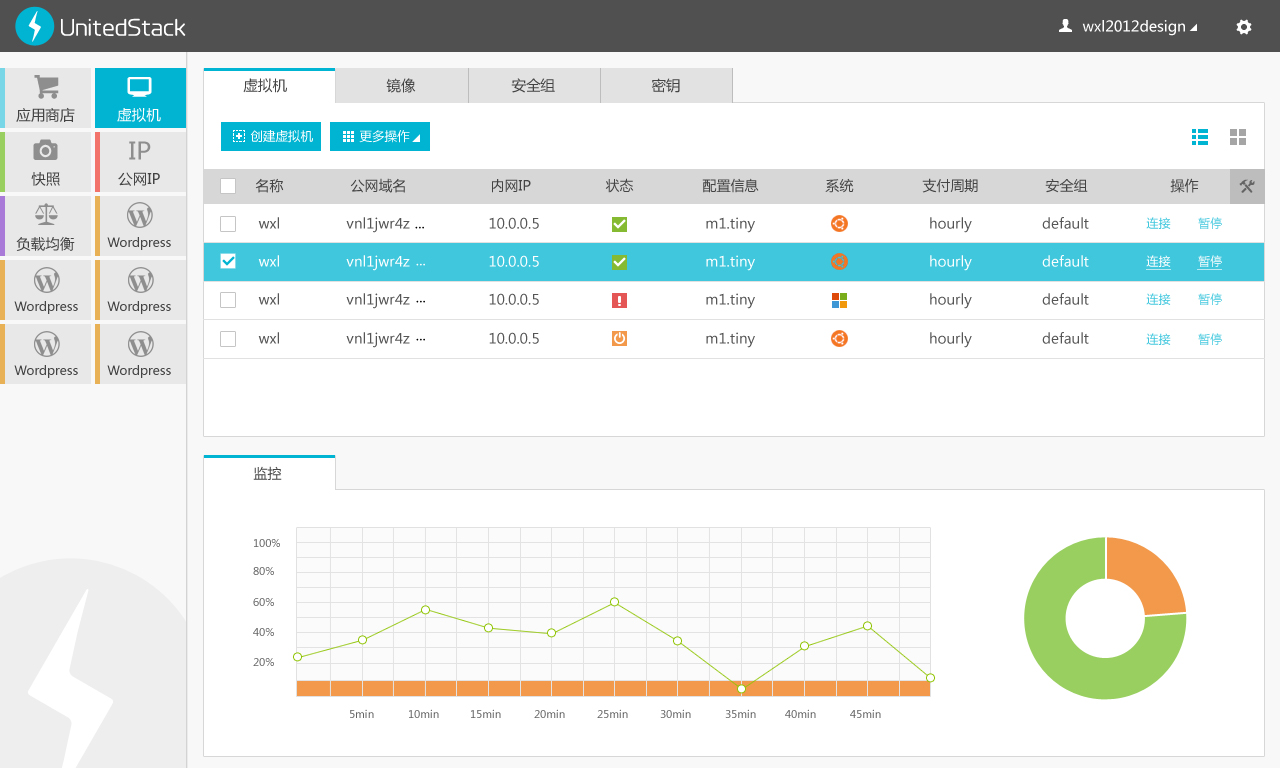 UnitedStack
wxl2012design
应用商店 虚拟机
快照 公网IP
负载均衡 Wordpress
Wordpress Wordpress
Wordpress Wordpress
虚拟机 镜像 安全组 密钥
创建虚拟机 更多操作
名称 公网域名 内网IP 状态 配置信息 系统 支付周期 安全组 操作
wxl vnl1jwr4z ... 10.0.0.5 m1.tiny hourly default 连接 暂停
wxl vnl1jwr4z ... 10.0.0.5 m1.tiny hourly default 连接 暂停
wxl vnl1jwr4z ... 10.0.0.5 m1.tiny hourly default 连接 暂停
wxl vnl1jwr4z ... 10.0.0.5 m1.tiny hourly default 连接 暂停
监控
100%
80%
60%
40%
20%
5min 10min 15min 20min 25min 30min 35min 40min 45min